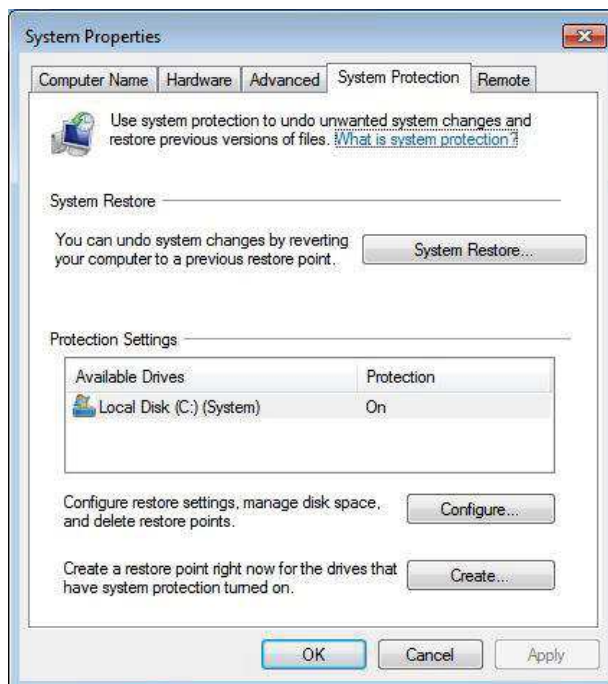 System Properties
Computer Name Hardware Advanced System Protection Remote
Use system protection to undo unwanted system changes and
restore previous versions of files. What is system protection?
System Restore
You can undo system changes by reverting
your computer to a previous restore point.
System Restore...
Protection Settings
Available Drives Protection
Local Disk (C:) (System) On
Configure restore settings, manage disk space,
and delete restore points.
Configure...
Create a restore point right now for the drives that
have system protection turned on.
Create...
OK Cancel Apply